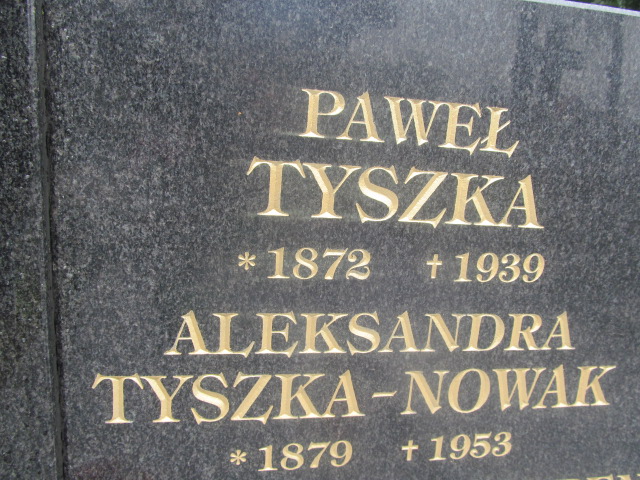 PAWEŁ
TYSZKA
* 1872 † 1939
ALEKSANDRA
TYSZKA-NOWAK
* 1879 † 1953